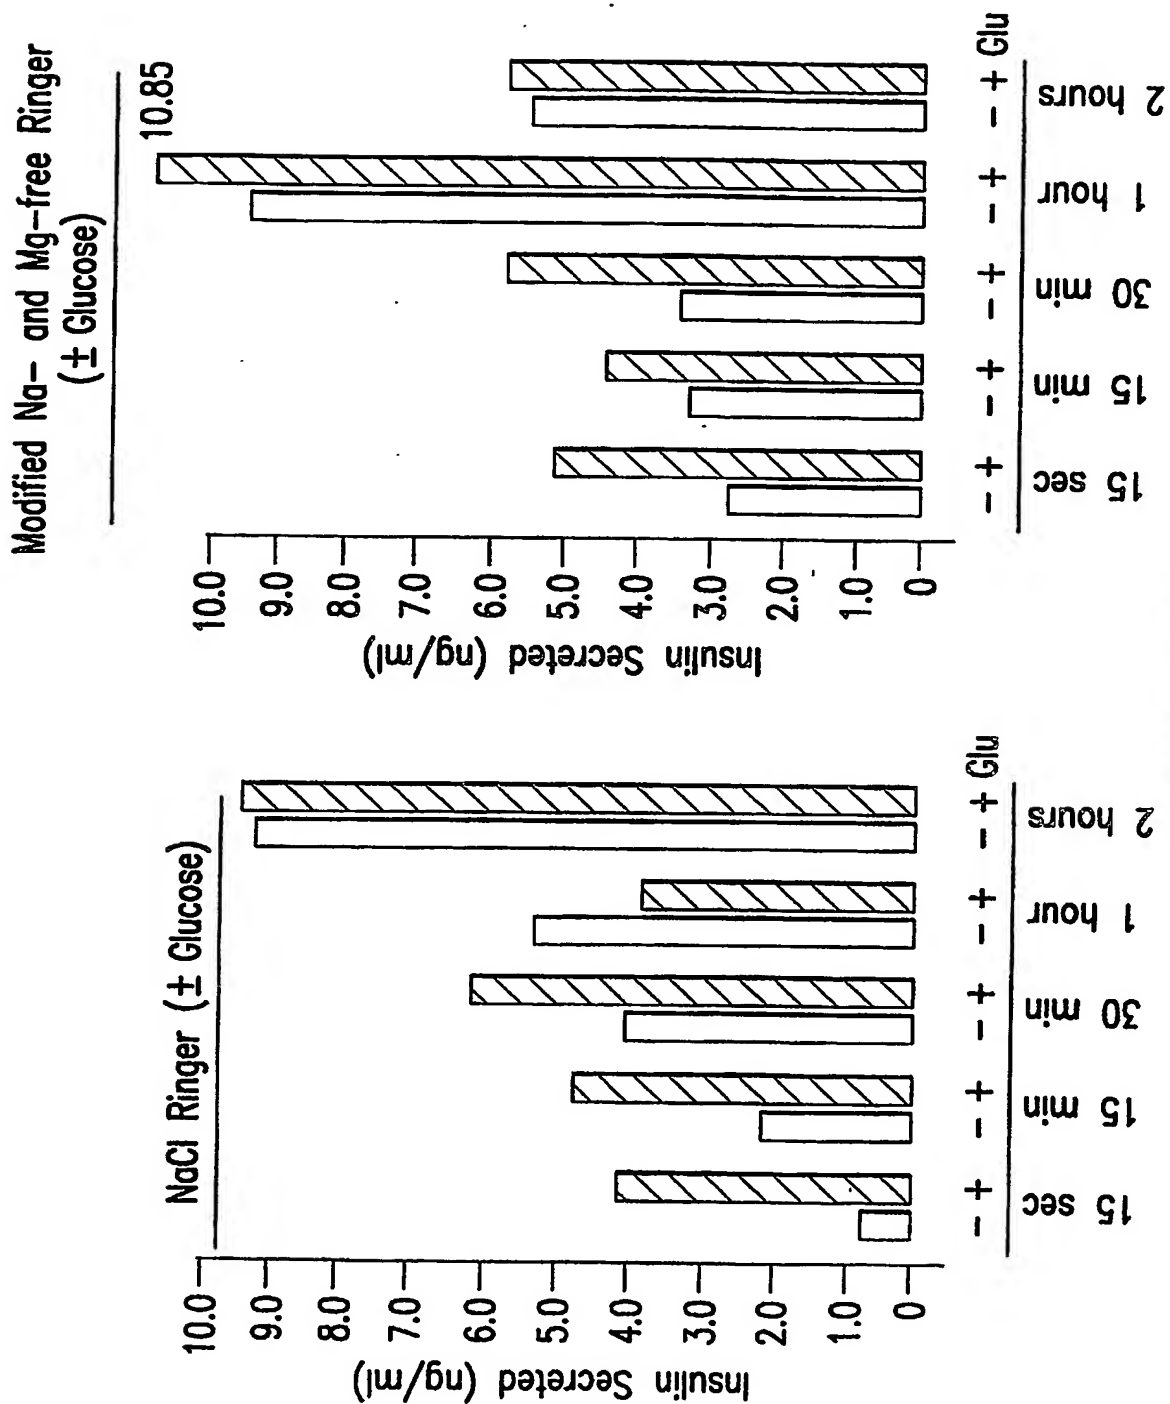 NaCl Ringer (± Glucose)
Insulin Secreted (ng/ml)
10.0
9.0
8.0
7.0
6.0
5.0
4.0
3.0
2.0
1.0
0
- + - + - + - + - + Glu
15 sec 15 min 30 min 1 hour 2 hours
Modified Na- and Mg-free Ringer
(± Glucose)
10.85
Insulin Secreted (ng/ml)
10.0
9.0
8.0
7.0
6.0
5.0
4.0
3.0
2.0
1.0
0
- + - + - + - + - + Glu
15 sec 15 min 30 min 1 hour 2 hours